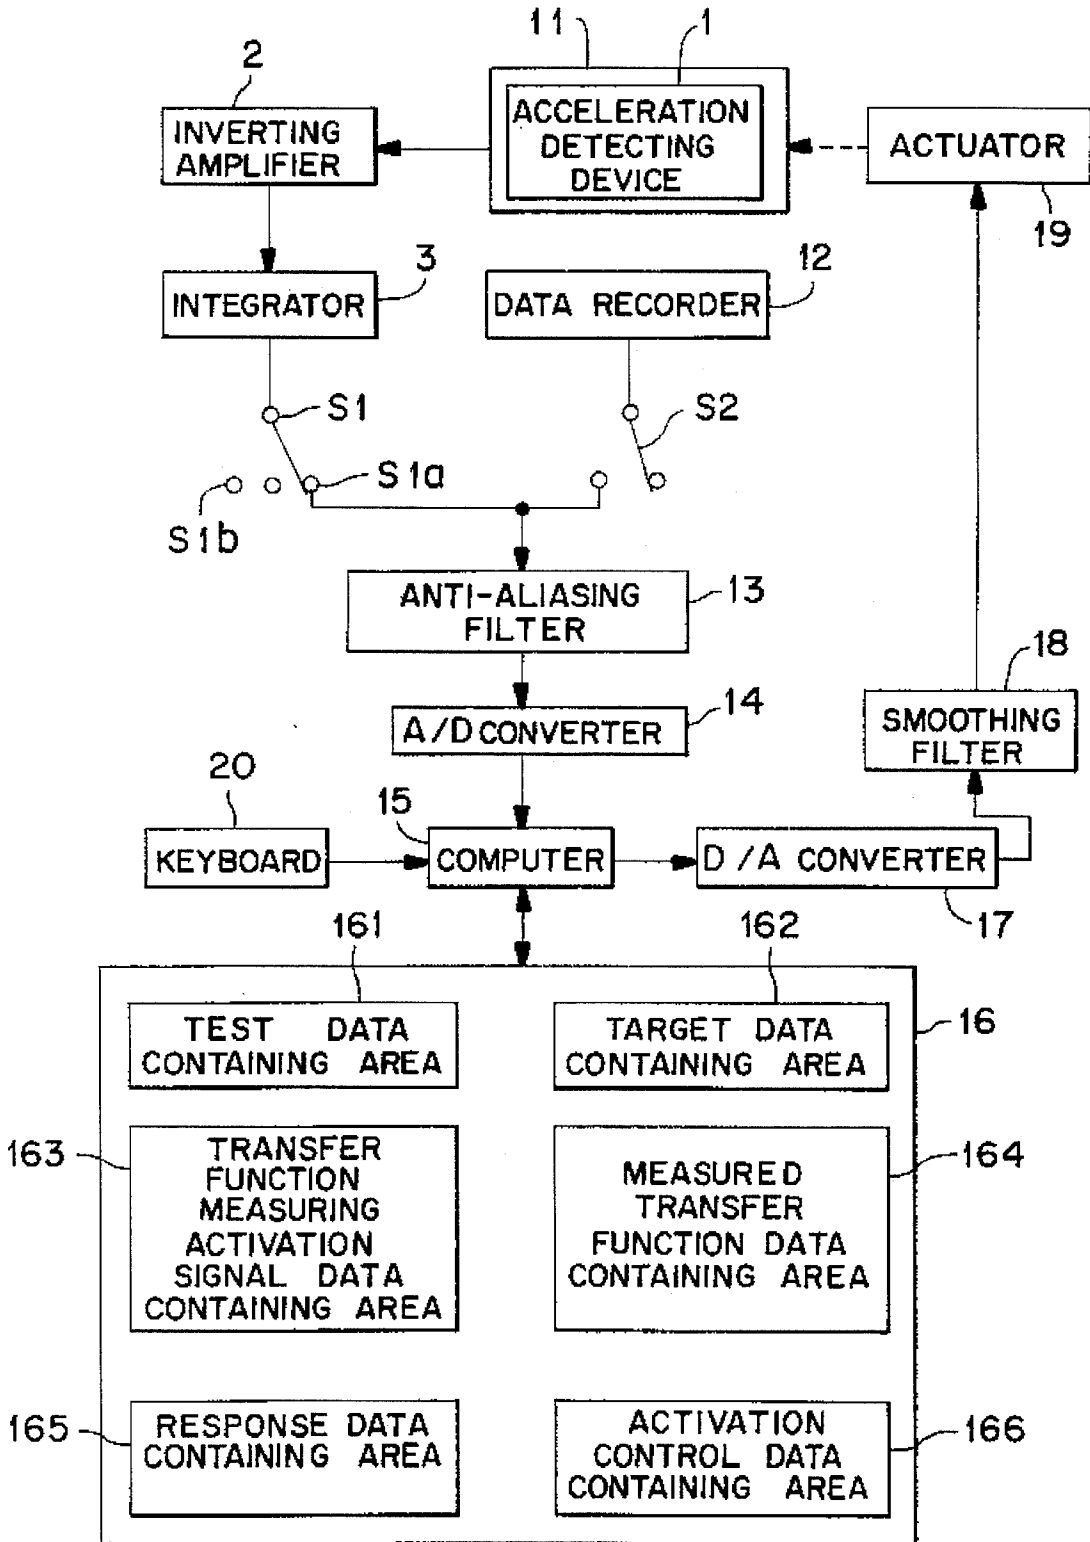 11
1
2
INVERTING
AMPLIFIER
ACCELERATION
DETECTING
DEVICE
ACTUATOR
19
3
INTEGRATOR
12
DATA RECORDER
S1
S2
S1a
S1b
ANTI-ALIASING
FILTER
13
18
SMOOTHING
FILTER
14
A/D CONVERTER
20
KEYBOARD
15
COMPUTER
D/A CONVERTER
17
161
162
16
TEST DATA
CONTAINING AREA
TARGET DATA
CONTAINING AREA
163
TRANSFER
FUNCTION
MEASURING
ACTIVATION
SIGNAL DATA
CONTAINING AREA
164
MEASURED
TRANSFER
FUNCTION DATA
CONTAINING AREA
165
RESPONSE DATA
CONTAINING AREA
166
ACTIVATION
CONTROL DATA
CONTAINING AREA